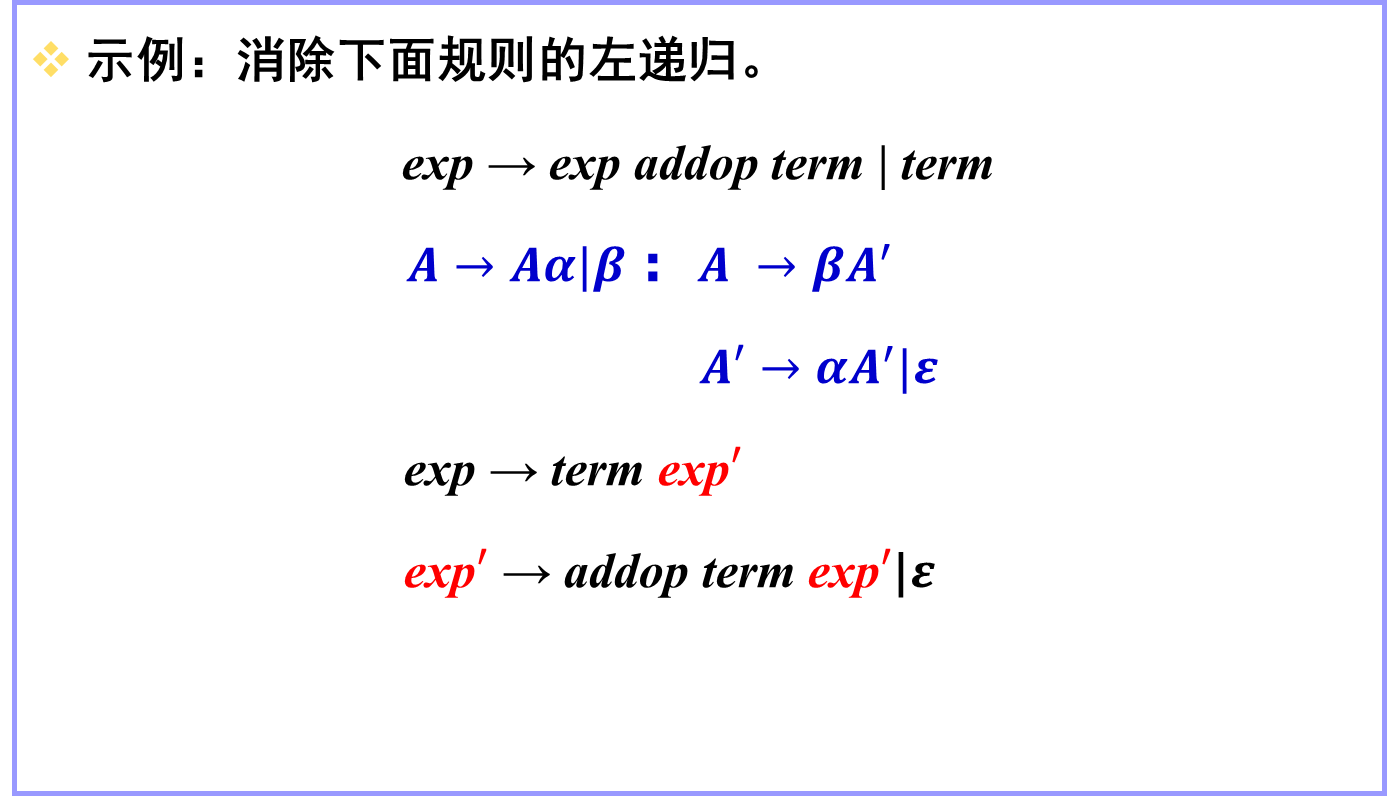 示例：消除下面规则的左递归。
exp → exp addop term | term
A → Aα|β： A → βA′
A′ → αA′|ε
exp → term exp′
exp′ → addop term exp′|ε